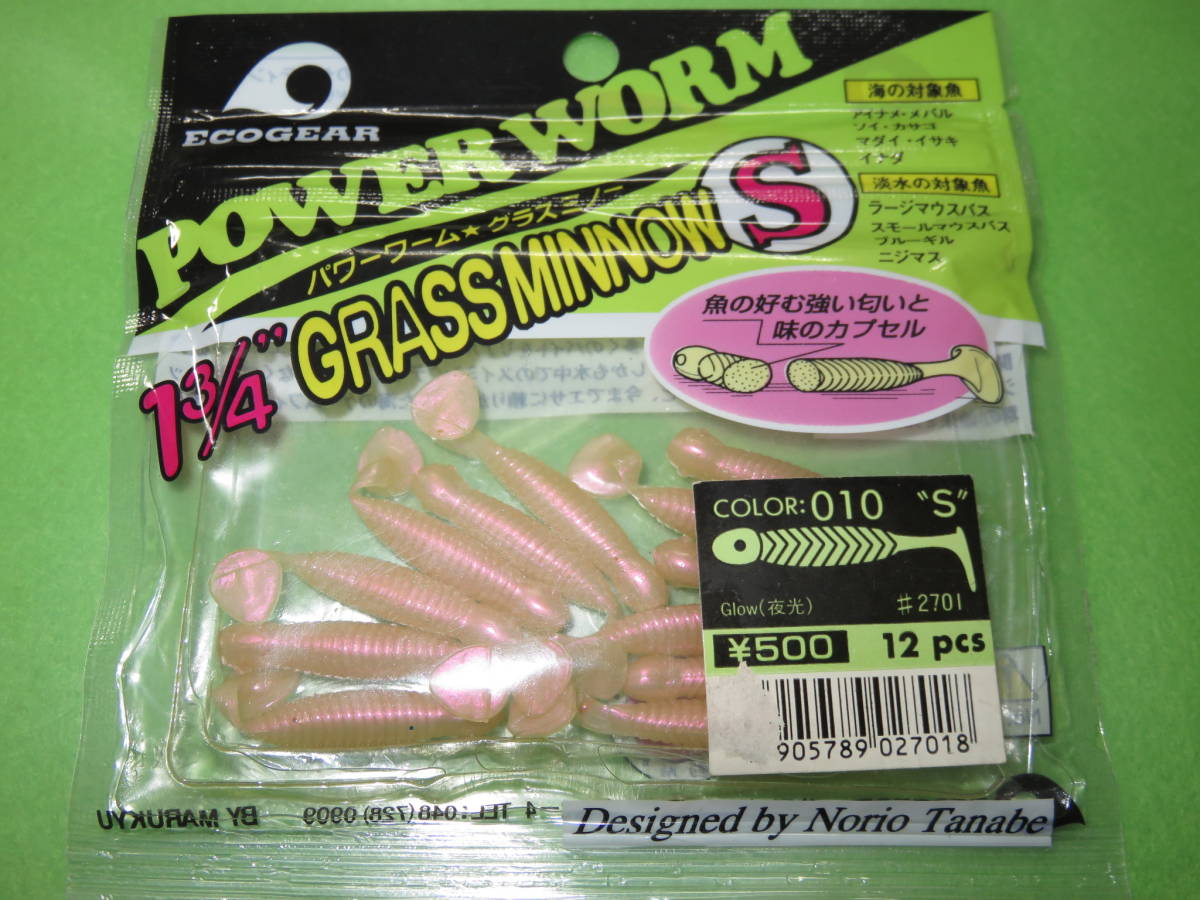 ECOGEAR
POWER WORM
パワーワーム★グラスミノー
1 3/4" GRASS MINNOW S
海の対象魚
アイナメ・メバル
ソイ・カサゴ
マダイ・イサキ
イナダ
淡水の対象魚
ラージマウスバス
スモールマウスバス
ブルーギル
ニジマス
魚の好む強い匂いと
味のカプセル
COLOR: 010 "S"
Glow(夜光) #2701
¥500 12 pcs
905789 027018
BY MARUKYU
TEL:048(728)0909
Designed by Norio Tanabe